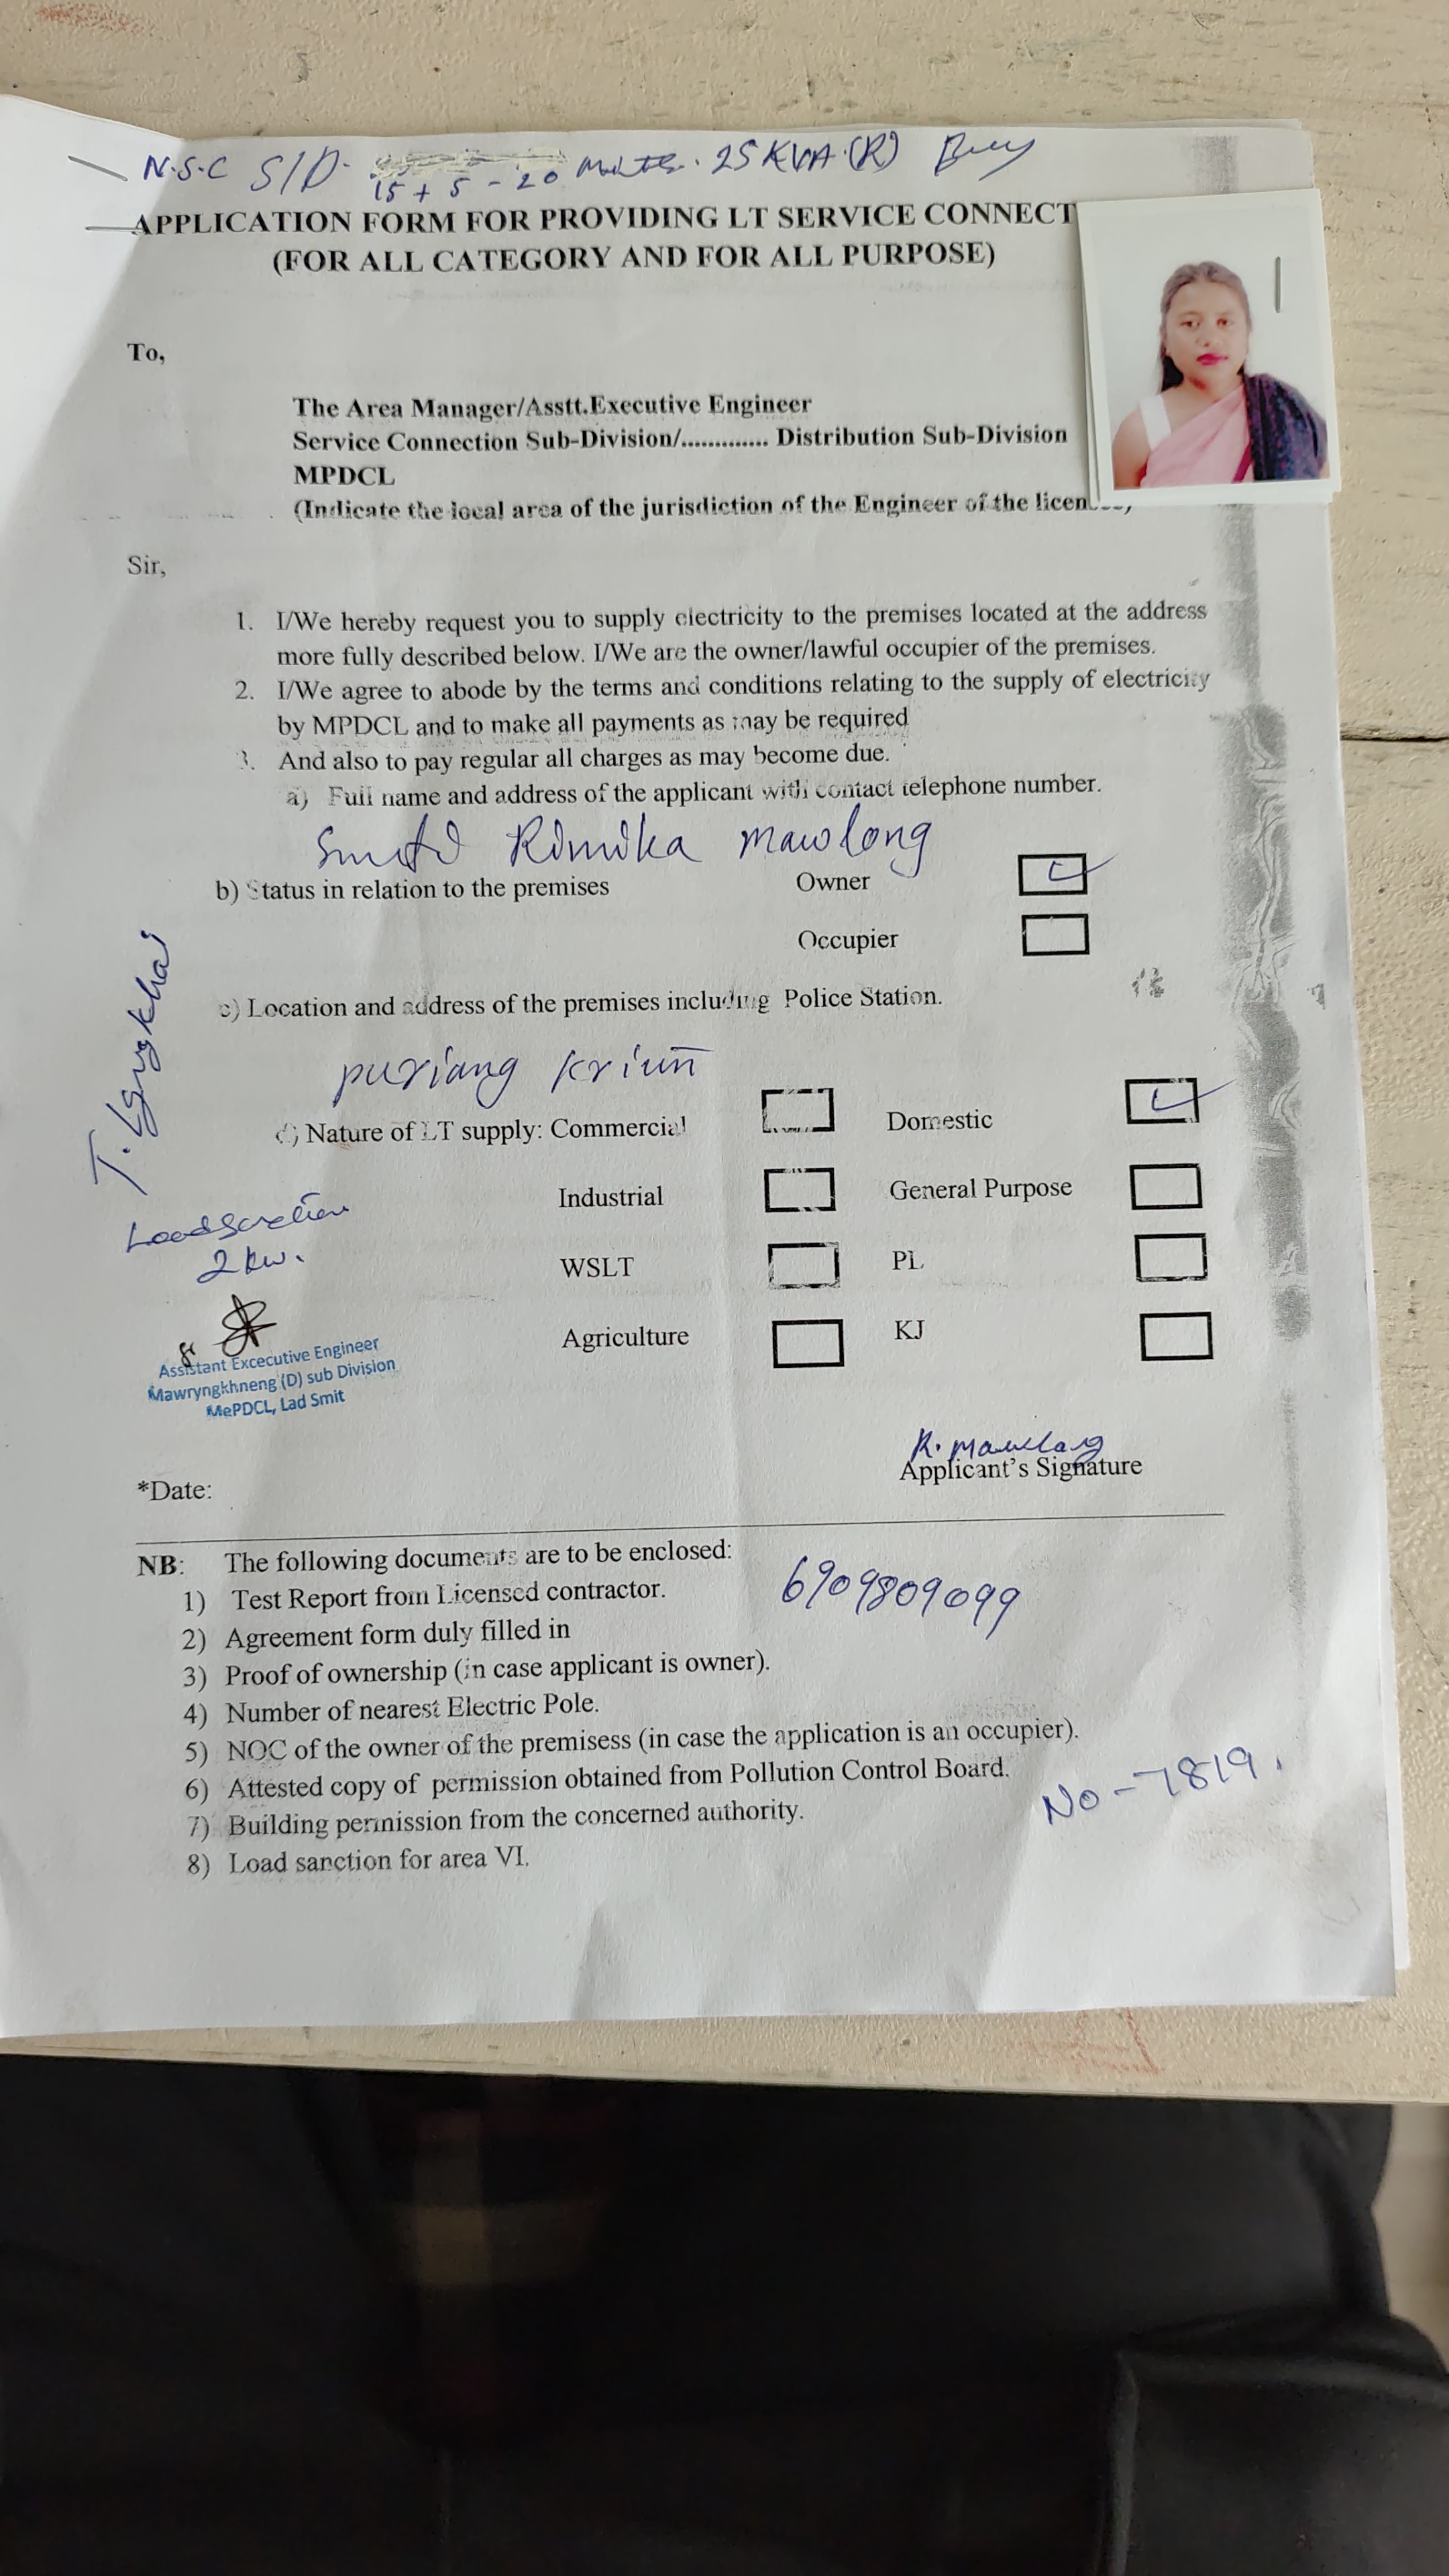 N.S.C S/D. 15 + 5 - 20 25 KVA (R)
APPLICATION FORM FOR PROVIDING LT SERVICE CONNECT
(FOR ALL CATEGORY AND FOR ALL PURPOSE)
To,
The Area Manager/Asstt.Executive Engineer
Service Connection Sub-Division/............. Distribution Sub-Division
MPDCL
(Indicate the local area of the jurisdiction of the Engineer of the licen
Sir,
1. I/We hereby request you to supply electricity to the premises located at the address
more fully described below. I/We are the owner/lawful occupier of the premises.
2. I/We agree to abode by the terms and conditions relating to the supply of electricity
by MPDCL and to make all payments as may be required
3. And also to pay regular all charges as may become due.
a) Full name and address of the applicant with contact telephone number.
Rimika Mawlong
b) Status in relation to the premises Owner
Occupier
c) Location and address of the premises including Police Station.
puriang
d) Nature of LT supply: Commercial Domestic
Industrial General Purpose
WSLT PL
Agriculture KJ
2 kw.
Assistant Excecutive Engineer
Mawryngkhneng (D) sub Division
MePDCL, Lad Smit
R. Mawlong
Applicant's Signature
*Date:
NB: The following documents are to be enclosed:
1) Test Report from Licensed contractor.
6909809099
2) Agreement form duly filled in
3) Proof of ownership (in case applicant is owner).
4) Number of nearest Electric Pole.
5) NOC of the owner of the premisess (in case the application is an occupier).
6) Attested copy of permission obtained from Pollution Control Board.
No - 7819.
7) Building permission from the concerned authority.
8) Load sanction for area VI.